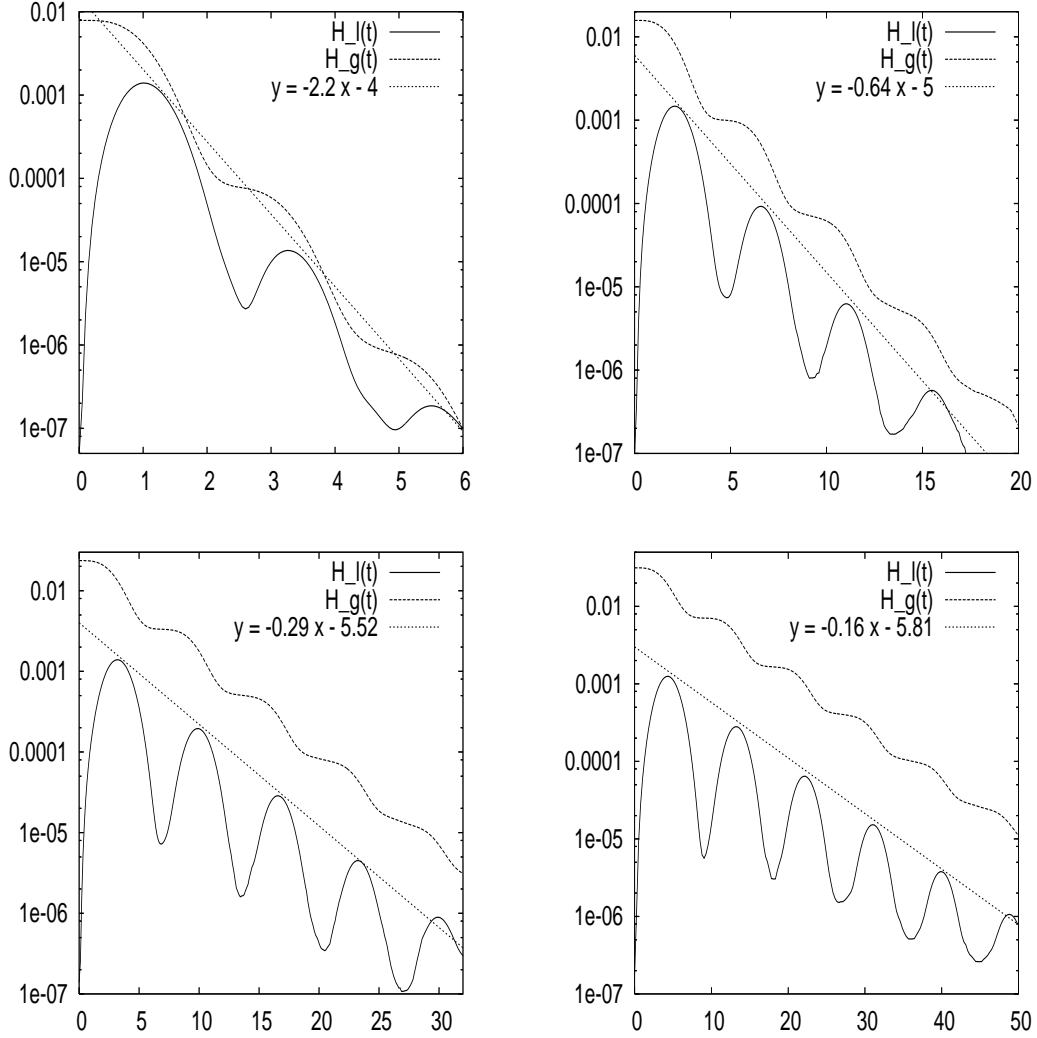 0.01
0.001
0.0001
1e-05
1e-06
1e-07
0 1 2 3 4 5 6
H_l(t)
H_g(t)
y = -2.2 x - 4
0.01
0.001
0.0001
1e-05
1e-06
1e-07
0 5 10 15 20
H_l(t)
H_g(t)
y = -0.64 x - 5
0.01
0.001
0.0001
1e-05
1e-06
1e-07
0 5 10 15 20 25 30
H_l(t)
H_g(t)
y = -0.29 x - 5.52
0.01
0.001
0.0001
1e-05
1e-06
1e-07
0 10 20 30 40 50
H_l(t)
H_g(t)
y = -0.16 x - 5.81